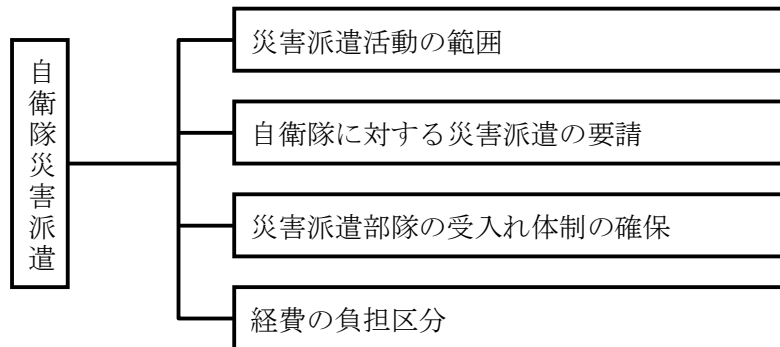 自衛隊災害派遣
災害派遣活動の範囲
自衛隊に対する災害派遣の要請
災害派遣部隊の受入れ体制の確保
経費の負担区分